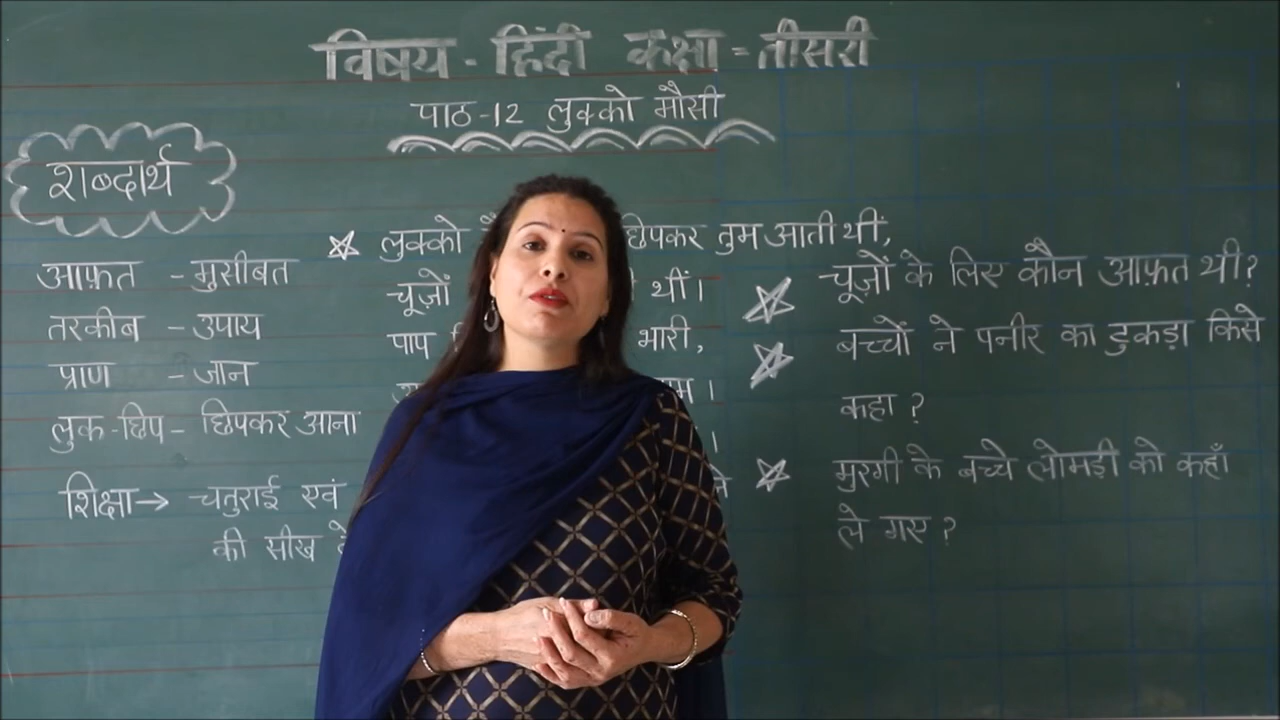 विषय - हिंदी कक्षा = तीसरी
पाठ-12 लुक्को मौसी
शब्दार्थ
आफ़त - मुसीबत
तरकीब - उपाय
प्राण - जान
लुक-छिप - छिपकर आना
शिक्षा → चतुराई एवं
की सीख
लुक्को छिपकर तुम आती थीं,
चूज़ों थीं।
पाप भारी,
चूज़ों के लिए कौन आफ़त थी?
बच्चों ने पनीर का टुकड़ा किसे
कहा ?
मुरगी के बच्चे लोमड़ी को कहाँ
ले गए ?